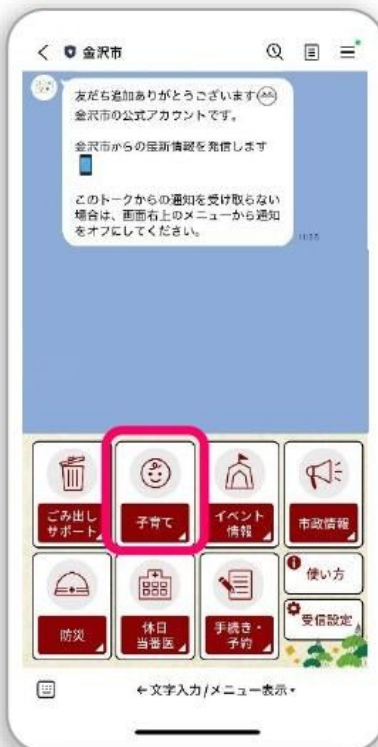 金沢市
友だち追加ありがとうございます
金沢市の公式アカウントです。
金沢市からの最新情報を発信します
このトークからの通知を受け取らない
場合は、画面右上のメニューから通知
をオフにしてください。
ごみ出し
サポート
子育て
イベント
情報
市政情報
防災
休日
当番医
手続き・
予約
使い方
受信設定
←文字入力/メニュー表示▾